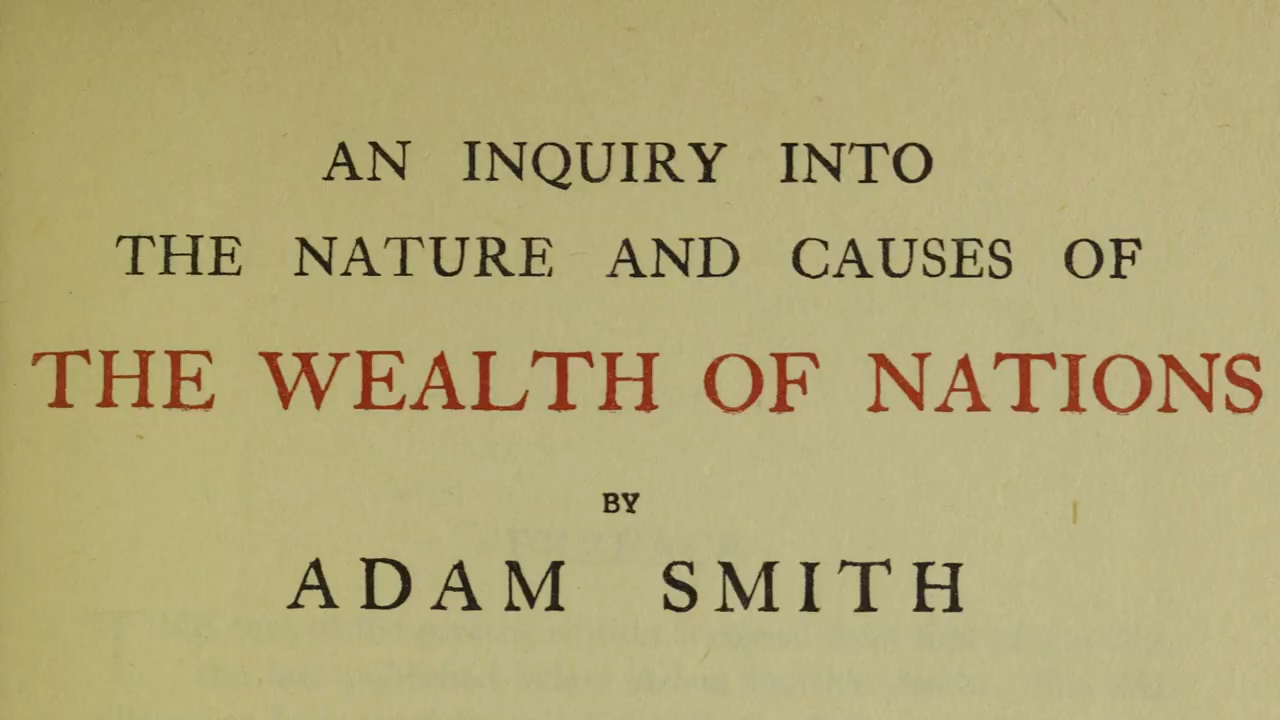 AN INQUIRY INTO
THE NATURE AND CAUSES OF
THE WEALTH OF NATIONS
BY
ADAM SMITH